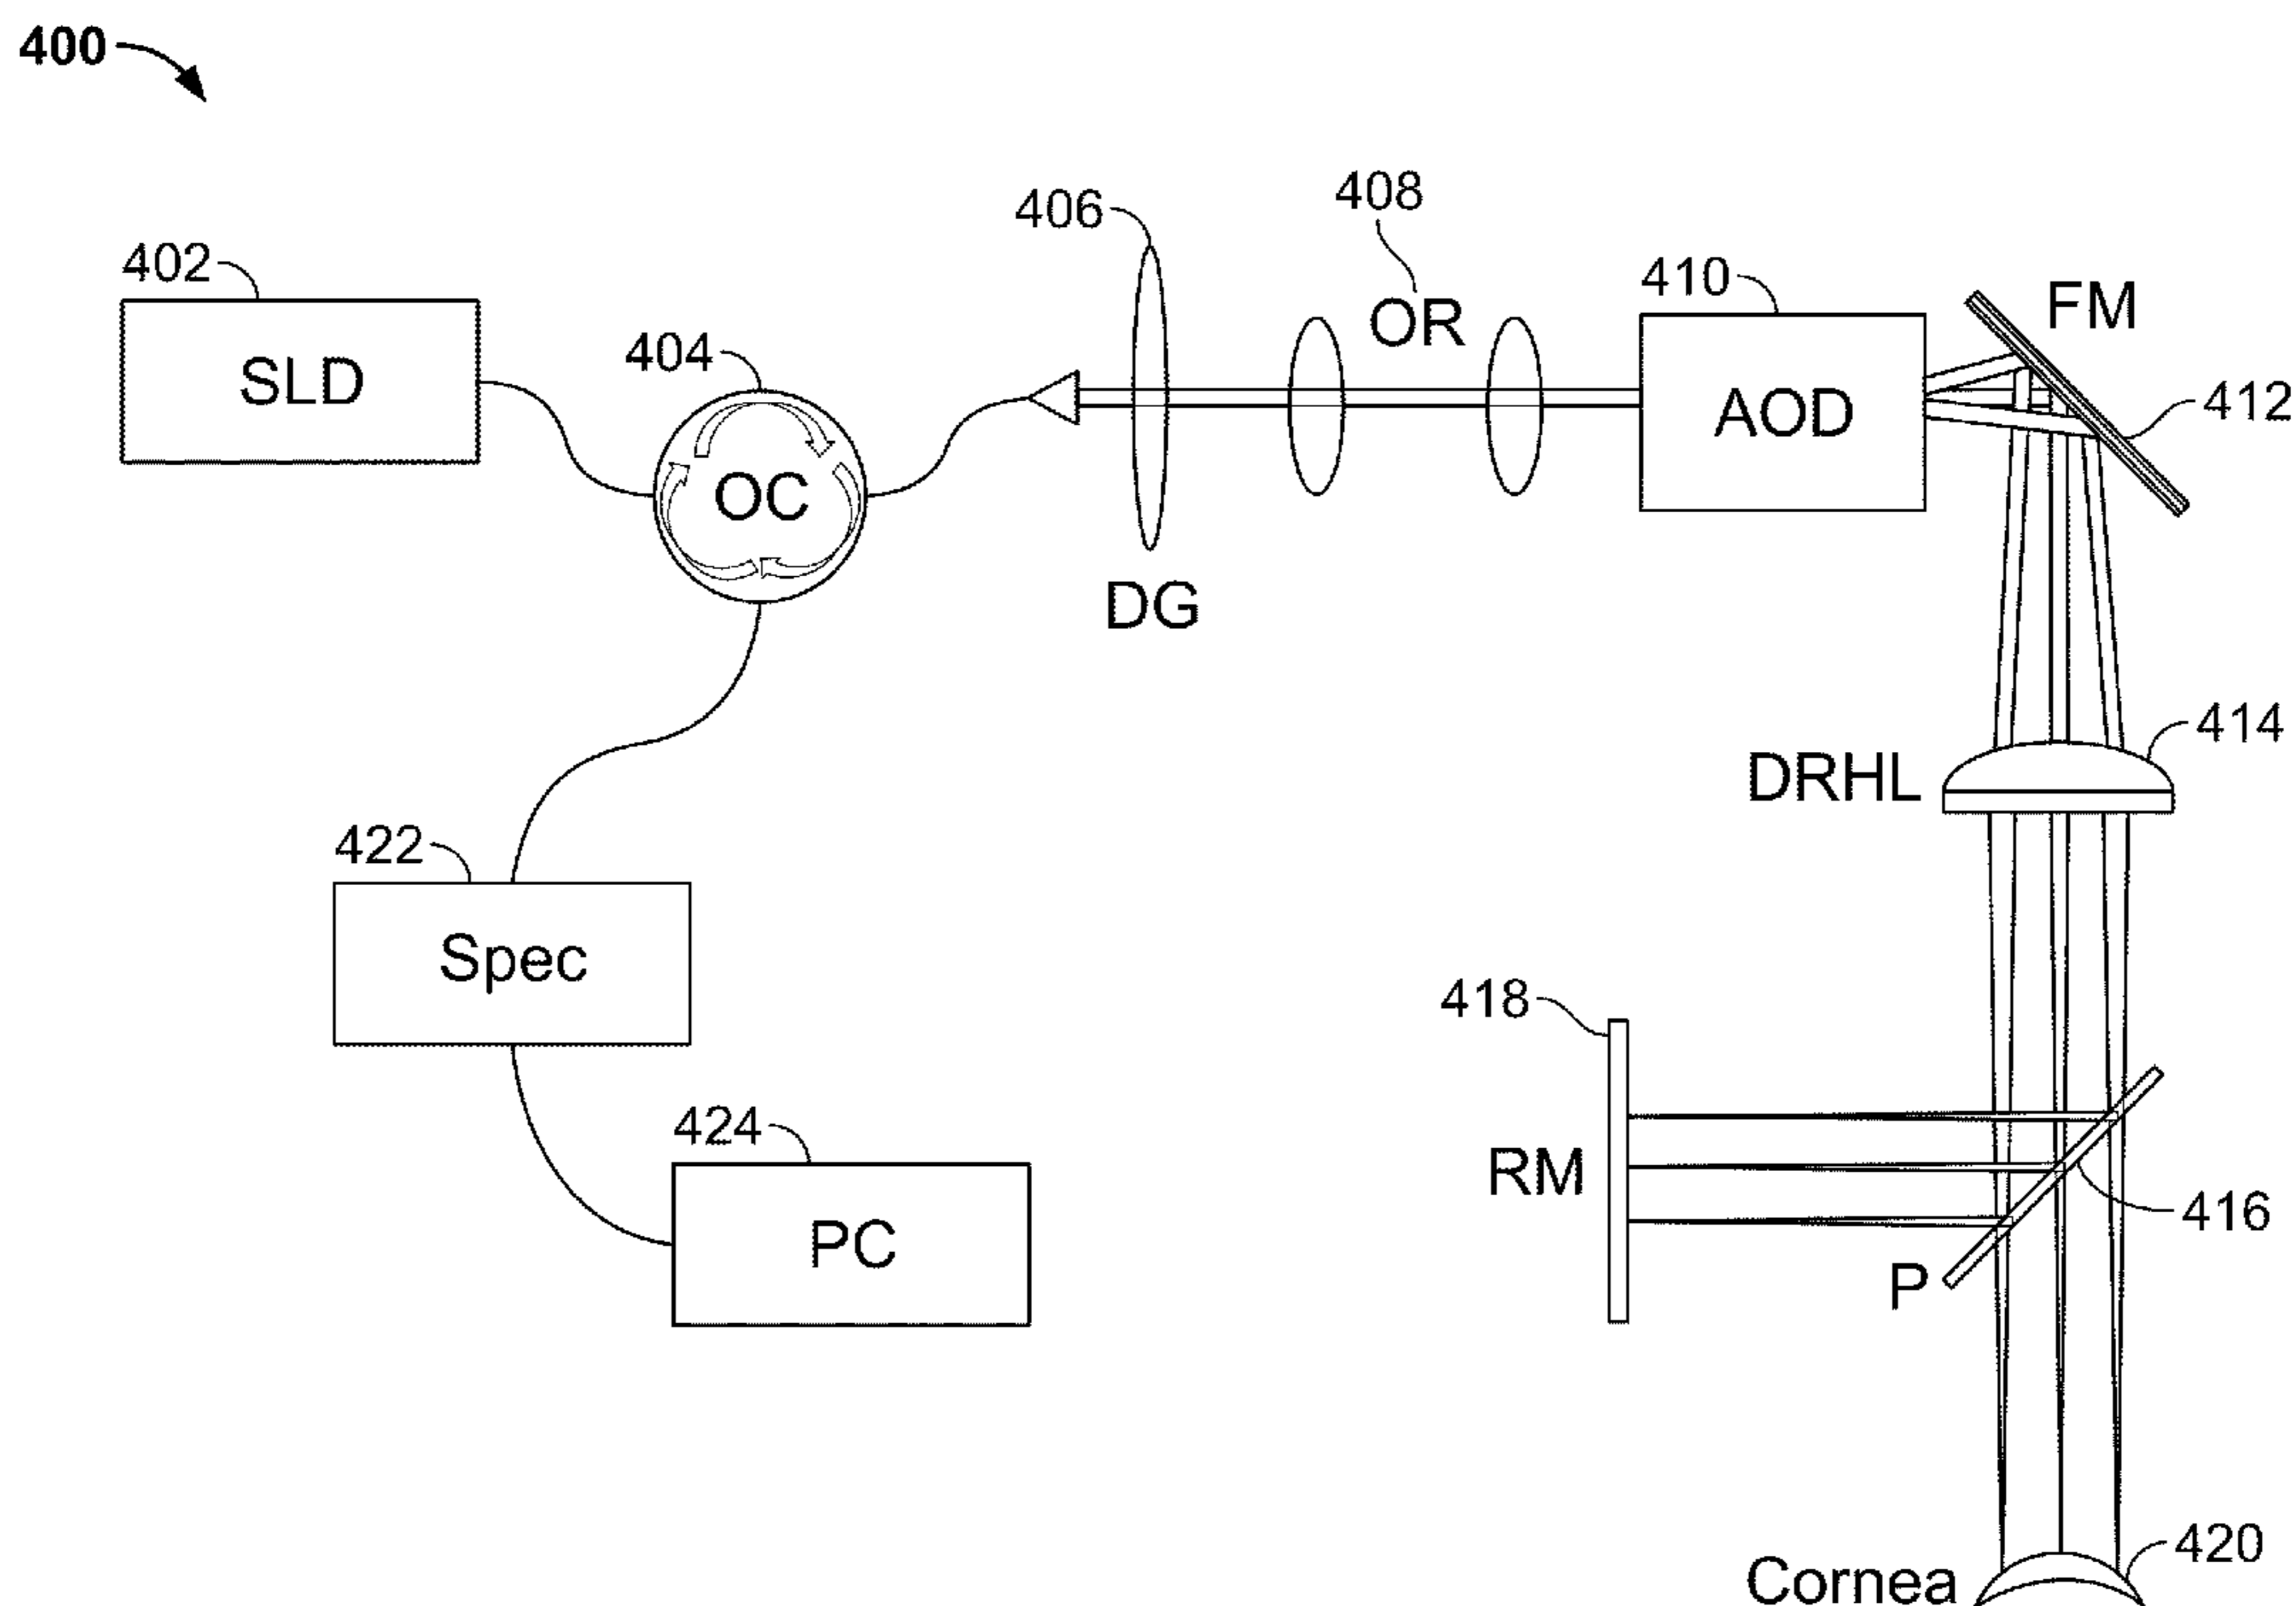 400
408
406
402
410
FM
404
OR
SLD
AOD
412
OC
DG
414
DRHL
422
Spec
418
424
RM
416
PC
P
420
Cornea